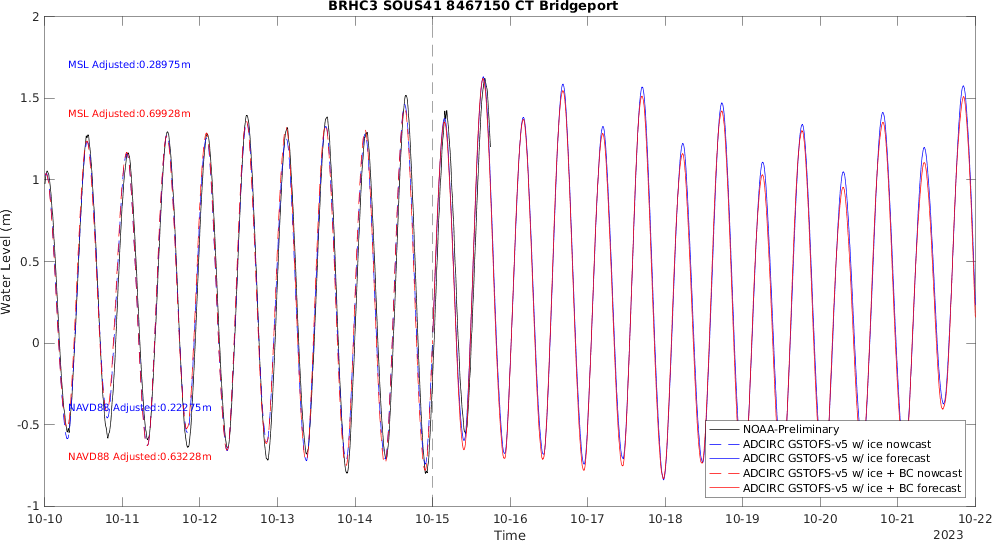 BRHC3 SOUS41 8467150 CT Bridgeport
2
1.5
1
0.5
0
-0.5
-1
Water Level (m)
MSL Adjusted:0.28975m
MSL Adjusted:0.69928m
NAVD88 Adjusted:0.22275m
NAVD88 Adjusted:0.63228m
NOAA-Preliminary
ADCIRC GSTOFS-v5 w/ ice nowcast
ADCIRC GSTOFS-v5 w/ ice forecast
ADCIRC GSTOFS-v5 w/ ice + BC nowcast
ADCIRC GSTOFS-v5 w/ ice + BC forecast
10-10 10-11 10-12 10-13 10-14 10-15 10-16 10-17 10-18 10-19 10-20 10-21 10-22
Time
2023